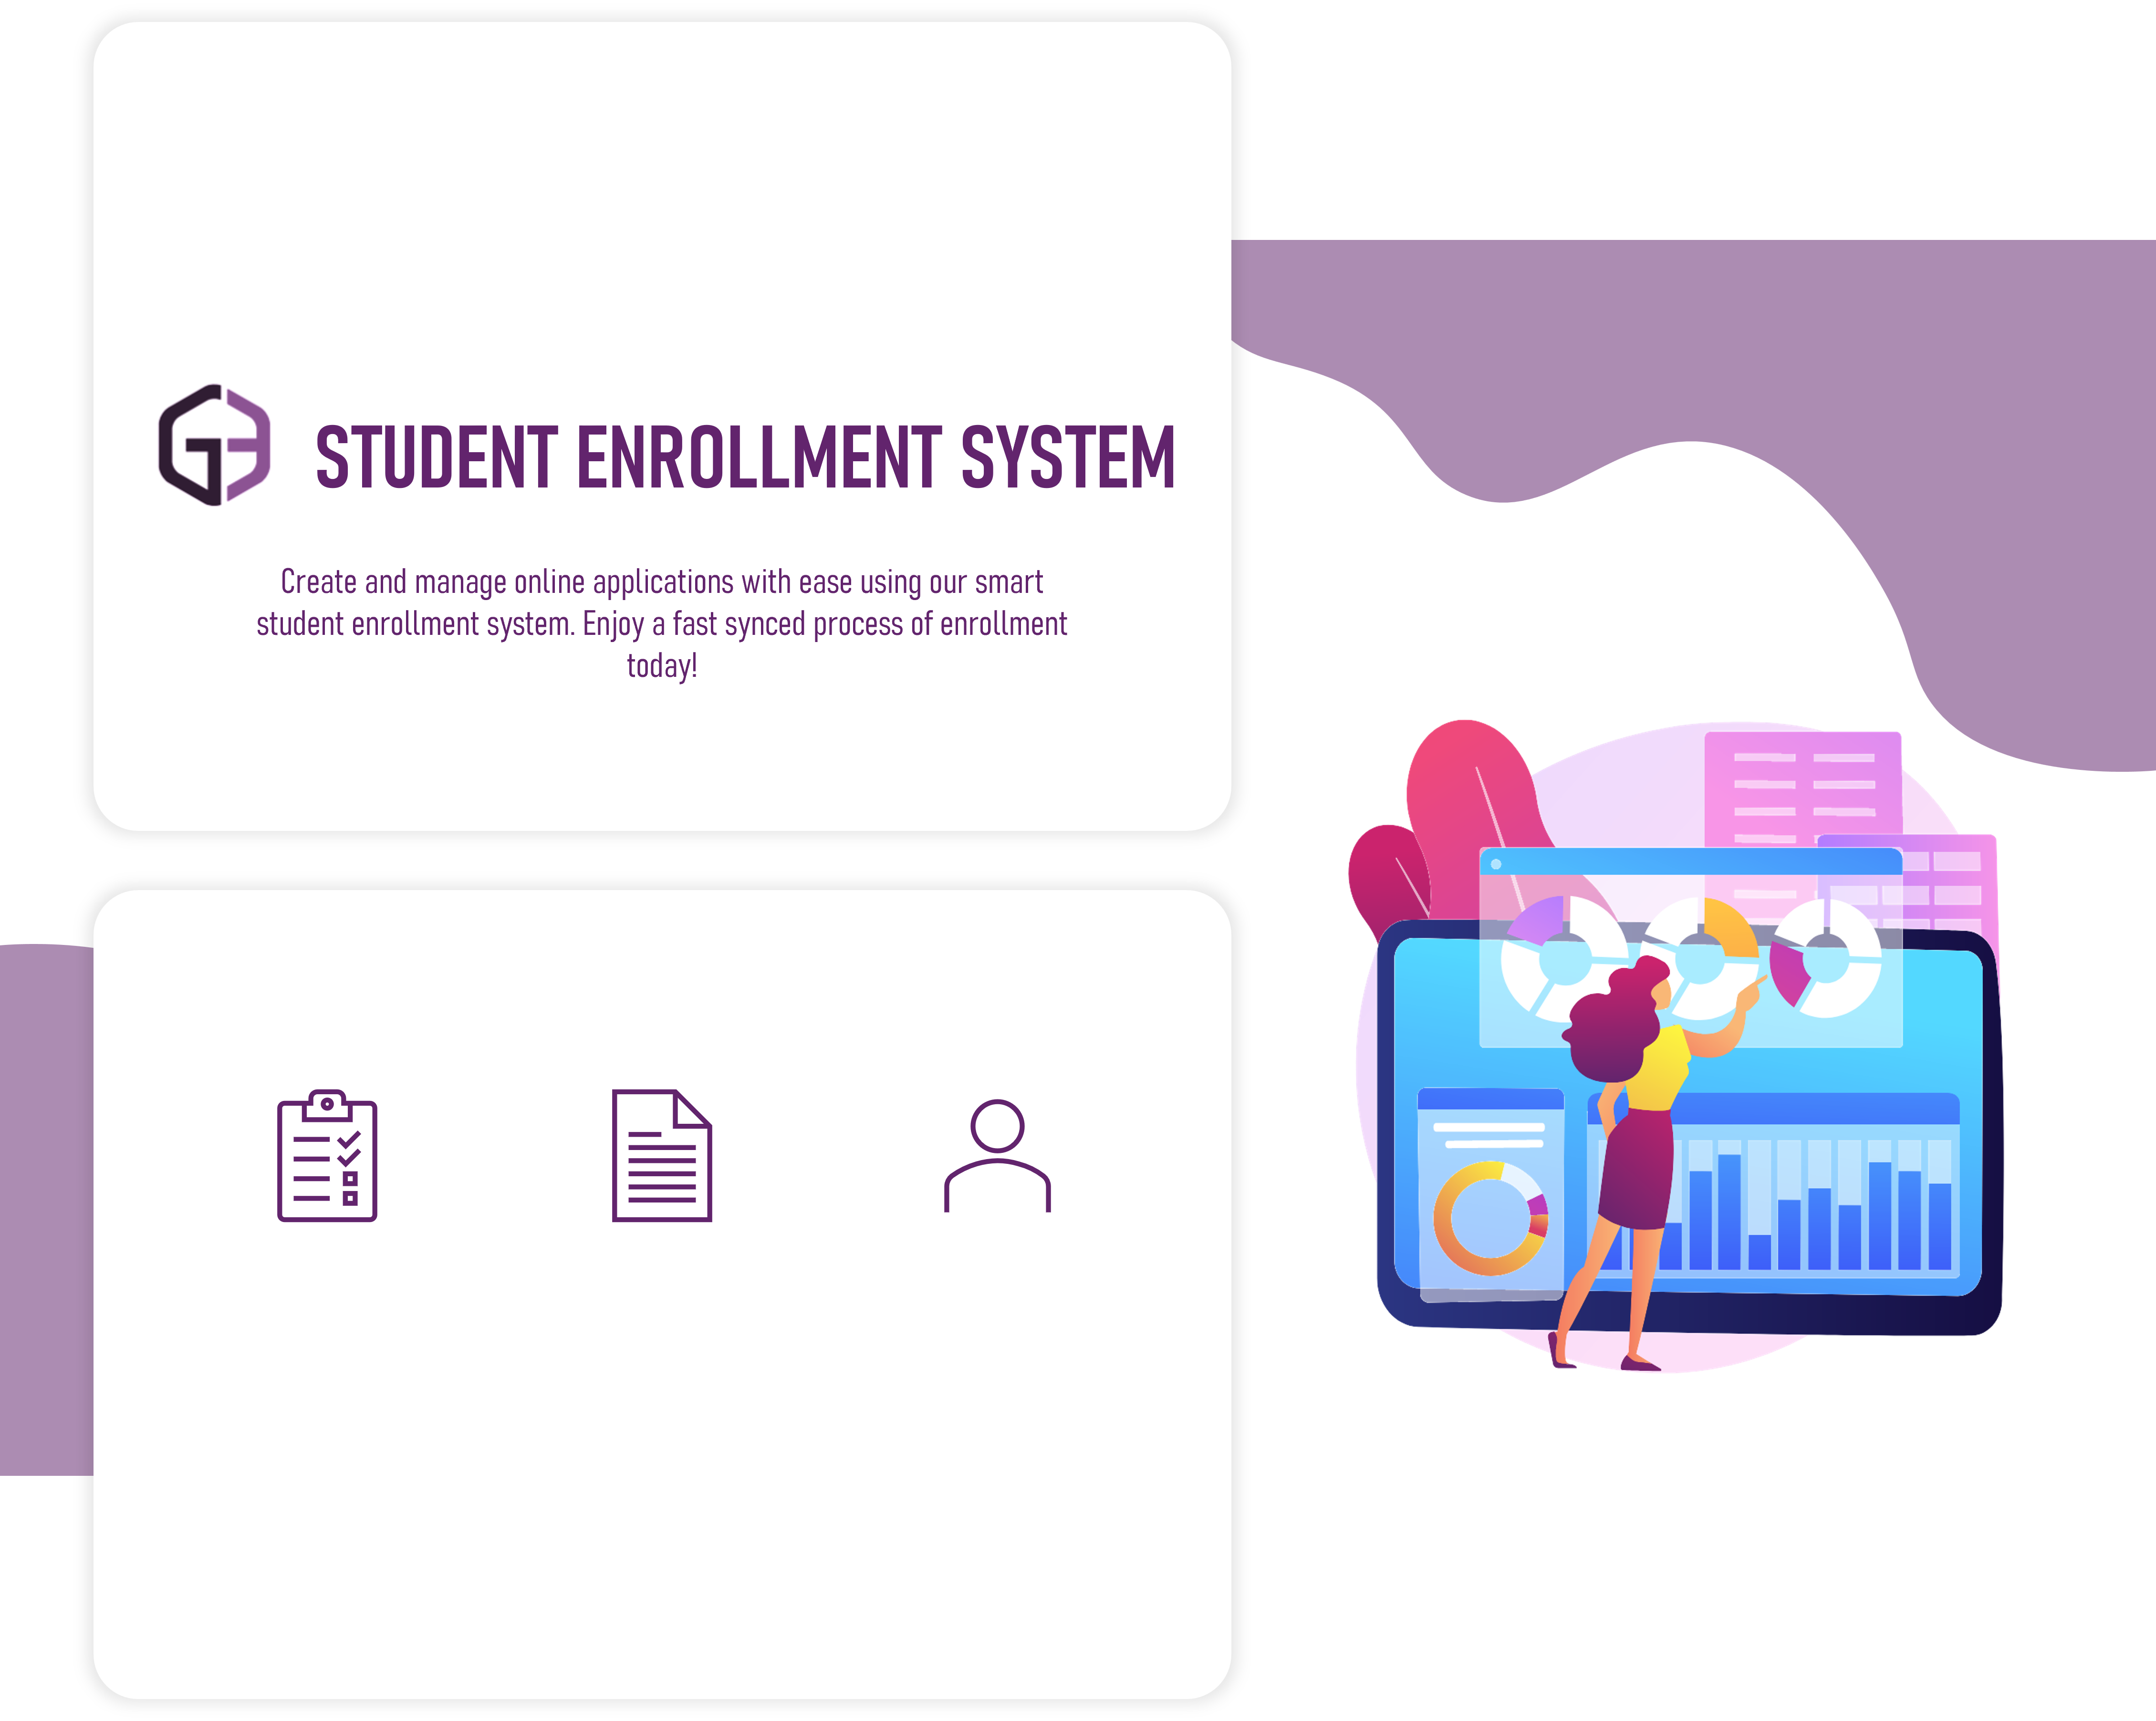 STUDENT ENROLLMENT SYSTEM
Create and manage online applications with ease using our smart
student enrollment system. Enjoy a fast synced process of enrollment
today!